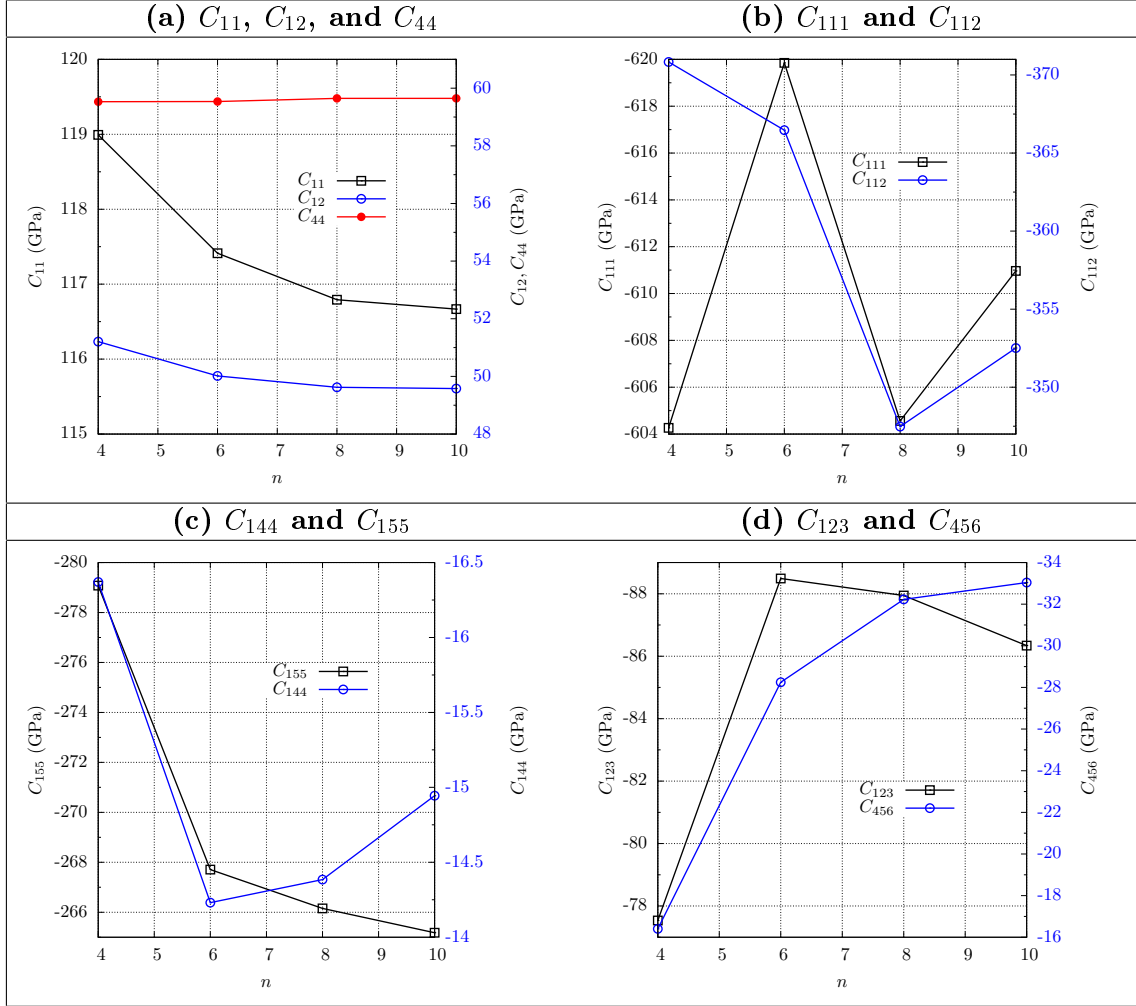 (a) C₁₁, C₁₂, and C₄₄
(b) C₁₁₁ and C₁₁₂
120
119
118
117
116
115
C₁₁ (GPa)
4 5 6 7 8 9 10
n
60
58
56
54
52
50
48
C₁₂, C₄₄ (GPa)
C₁₁
C₁₂
C₄₄
-620
-618
-616
-614
-612
-610
-608
-606
-604
C₁₁₁ (GPa)
4 5 6 7 8 9 10
n
-370
-365
-360
-355
-350
C₁₁₂ (GPa)
C₁₁₁
C₁₁₂
(c) C₁₄₄ and C₁₅₅
(d) C₁₂₃ and C₄₅₆
-280
-278
-276
-274
-272
-270
-268
-266
C₁₅₅ (GPa)
4 5 6 7 8 9 10
n
-16.5
-16
-15.5
-15
-14.5
-14
C₁₄₄ (GPa)
C₁₅₅
C₁₄₄
-88
-86
-84
-82
-80
-78
C₁₂₃ (GPa)
4 5 6 7 8 9 10
n
-34
-32
-30
-28
-26
-24
-22
-20
-18
-16
C₄₅₆ (GPa)
C₁₂₃
C₄₅₆